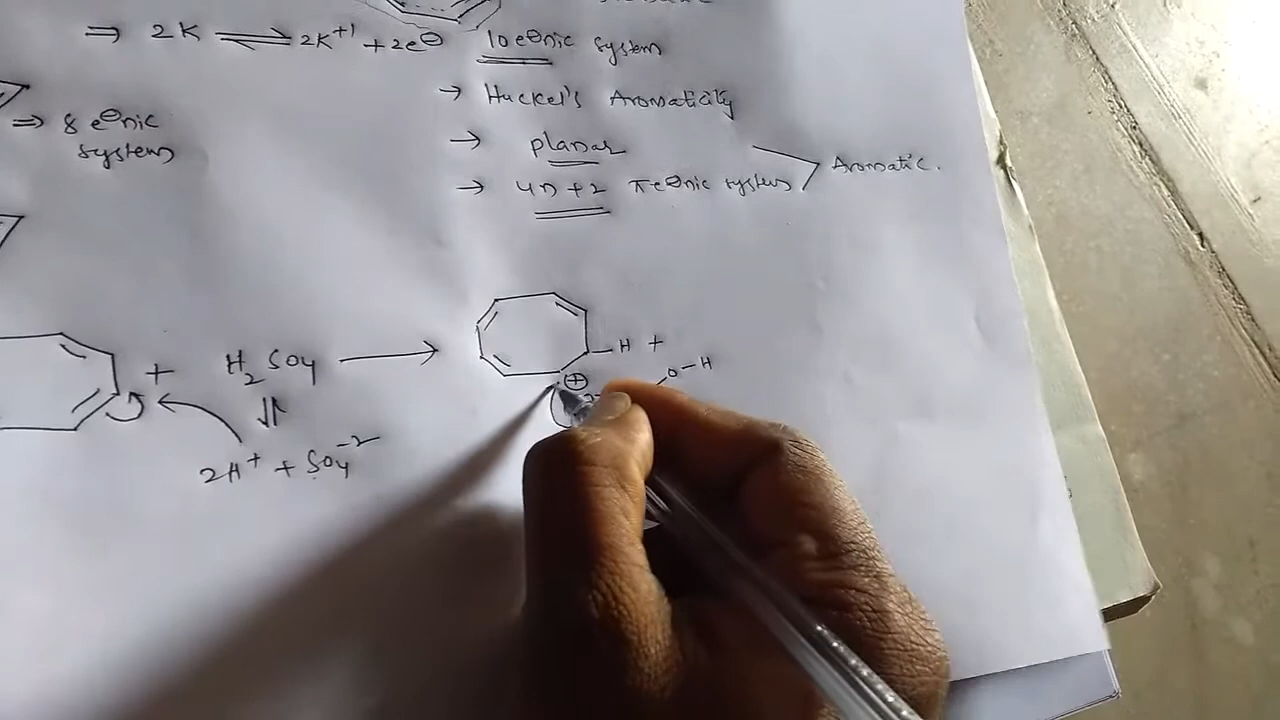 ⇒ 2K ⇌ 2K⁺¹ + 2e⊖
10 e⊖nic system
→ Huckel's Aromaticity
⇒ 8 e⊖nic
system
→ planar
→ 4n+2 πe⊖nic system
Aromatic.
+ H₂SO₄ →
H +
⊕
O-H
2H⁺ + SO₄⁻²